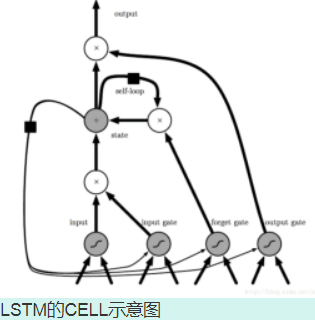 output
×
self-loop
+
×
state
×
input
input gate
forget gate
output gate
LSTM的CELL示意图